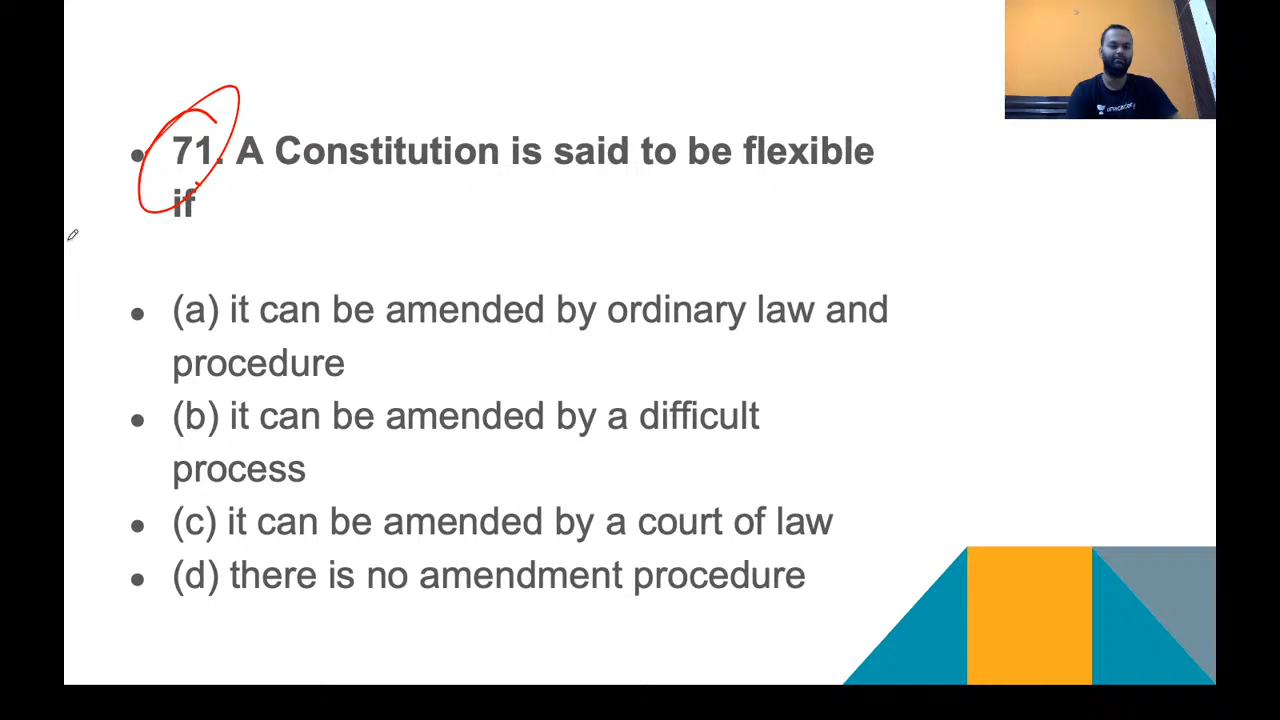 71. A Constitution is said to be flexible
if
(a) it can be amended by ordinary law and
procedure
(b) it can be amended by a difficult
process
(c) it can be amended by a court of law
(d) there is no amendment procedure
unacademy